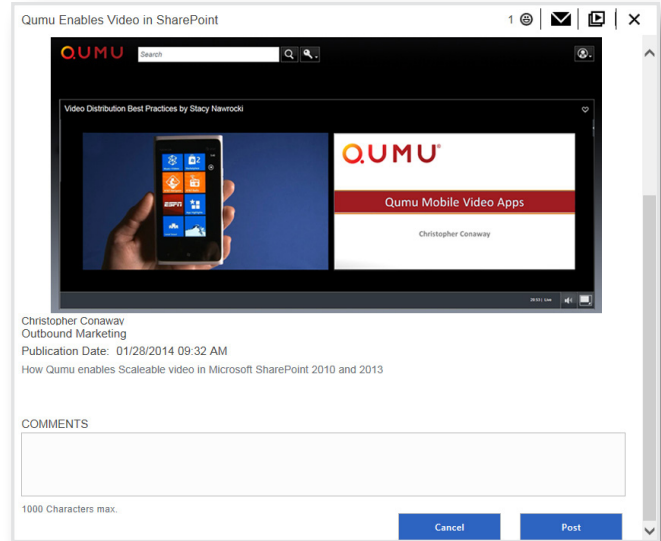 Qumu Enables Video in SharePoint
1
QUMU
Search
Video Distribution Best Practices by Stacy Nawrocki
ESPN
QUMU®
Qumu Mobile Video Apps
Christopher Conaway
Christopher Conaway
Outbound Marketing
Publication Date: 01/28/2014 09:32 AM
How Qumu enables Scaleable video in Microsoft SharePoint 2010 and 2013
COMMENTS
1000 Characters max.
Cancel
Post